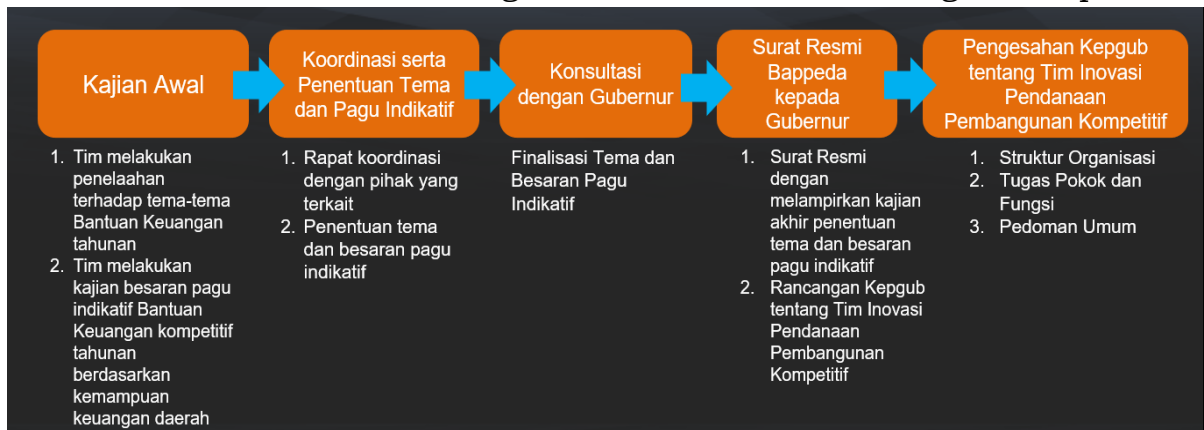 Kajian Awal
Koordinasi serta
Penentuan Tema
dan Pagu Indikatif
Konsultasi
dengan Gubernur
Surat Resmi
Bappeda
kepada
Gubernur
Pengesahan Kepgub
tentang Tim Inovasi
Pendanaan
Pembangunan Kompetitif
1. Tim melakukan
penelaahan
terhadap tema-tema
Bantuan Keuangan
tahunan
2. Tim melakukan
kajian besaran pagu
indikatif Bantuan
Keuangan kompetitif
tahunan
berdasarkan
kemampuan
keuangan daerah
1. Rapat koordinasi
dengan pihak yang
terkait
2. Penentuan tema
dan besaran pagu
indikatif
Finalisasi Tema dan
Besaran Pagu
Indikatif
1. Surat Resmi
dengan
melampirkan kajian
akhir penentuan
tema dan besaran
pagu indikatif
2. Rancangan Kepgub
tentang Tim Inovasi
Pendanaan
Pembangunan
Kompetitif
1. Struktur Organisasi
2. Tugas Pokok dan
Fungsi
3. Pedoman Umum